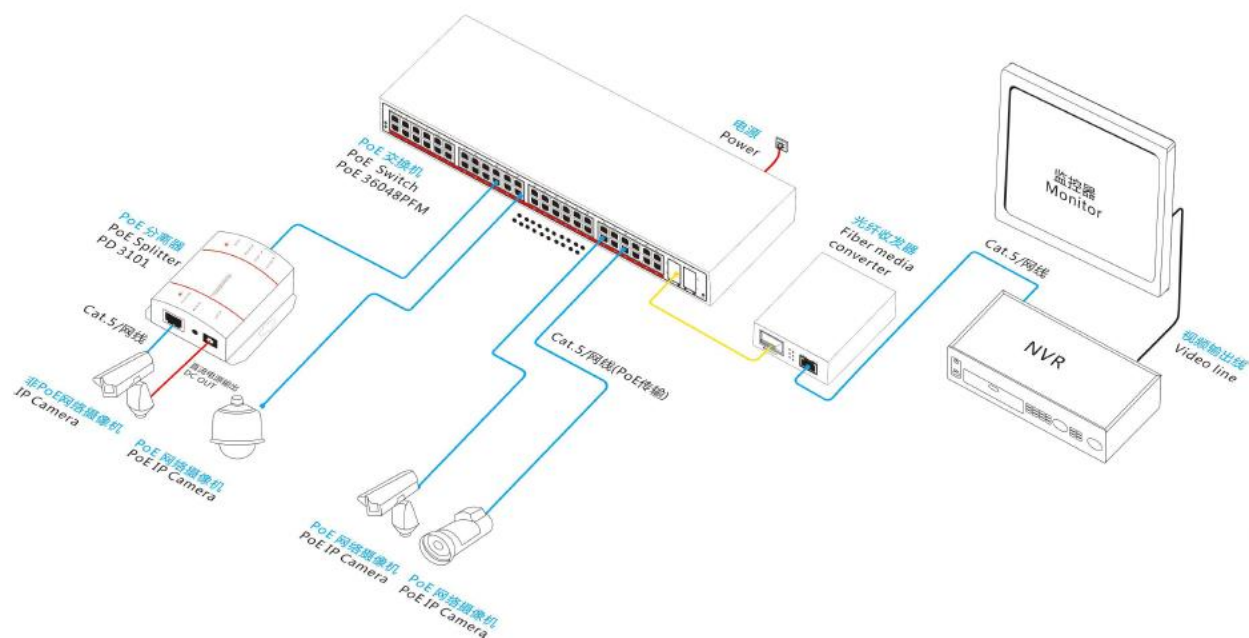 电源
Power
PoE 交换机
PoE Switch
PoE 36048PFM
监控器
Monitor
PoE 分离器
PoE Splitter
PD 3101
光纤收发器
Fiber media
converter
Cat.5/网线
Cat.5/网线
直流电源输出
DC OUT
Cat.5/网线(PoE传输)
NVR
视频输出线
Video line
非PoE网络摄像机
IP Camera
PoE 网络摄像机
PoE IP Camera
PoE 网络摄像机
PoE IP Camera
PoE 网络摄像机
PoE IP Camera